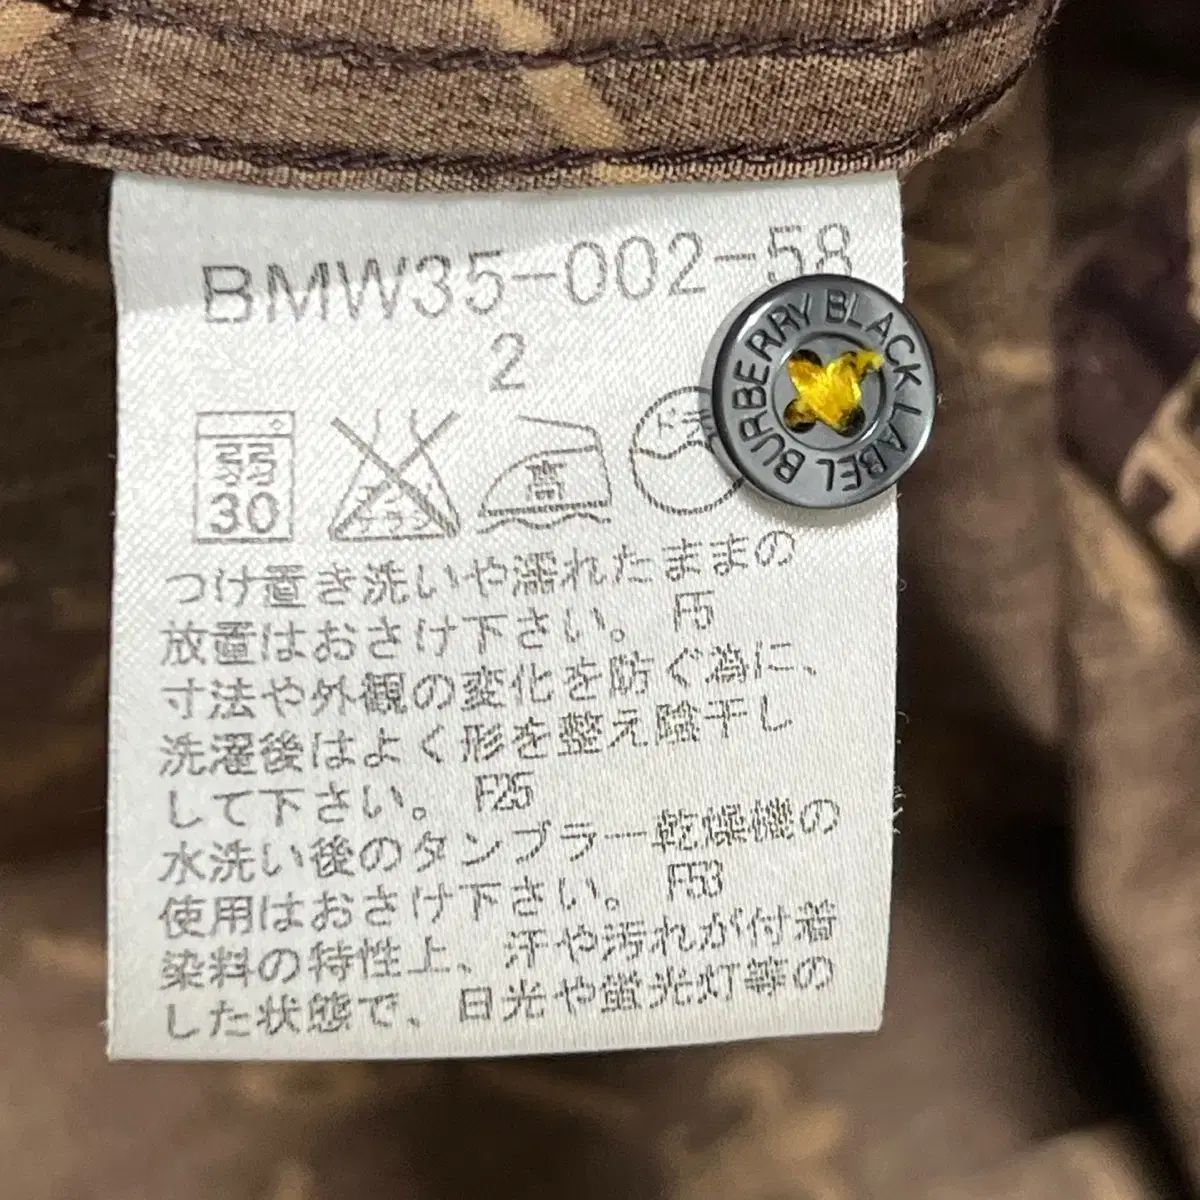 BMW35-002-58
2
BURBERRY BLACK LABEL
弱
30
高
ドライ
つけ置き洗いや濡れたままの
放置はおさけ下さい。 F5
寸法や外観の変化を防ぐ為に、
洗濯後はよく形を整え陰干し
して下さい。 F25
水洗い後のタンブラー乾燥機の
使用はおさけ下さい。 F53
染料の特性上、汗や汚れが付着
した状態で、日光や蛍光灯等の